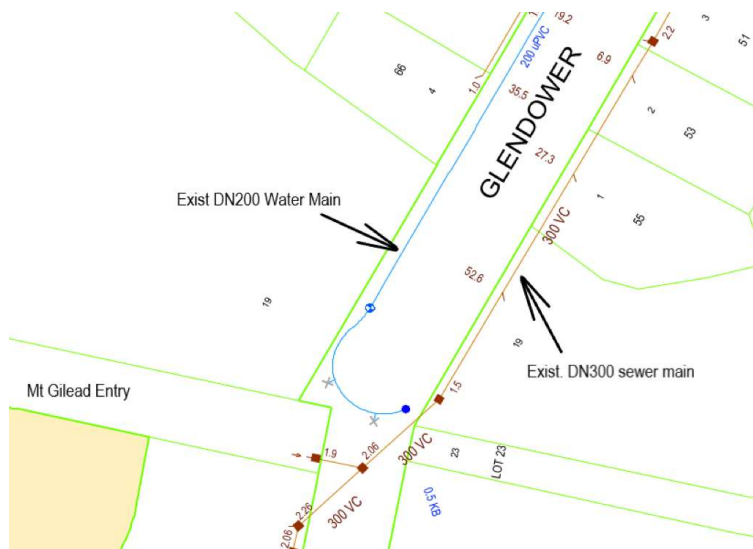 19.2
2.2
3
51
200 uPVC
6.9
66
4
1.0
35.5
GLENDOWER
2
53
27.3
Exist DN200 Water Main
1
55
300 VC
52.6
19
19
Exist. DN300 sewer main
Mt Gilead Entry
1.5
1.9
2.06
300 VC
23
LOT 23
2.26
300 VC
0.5 KB
2.06